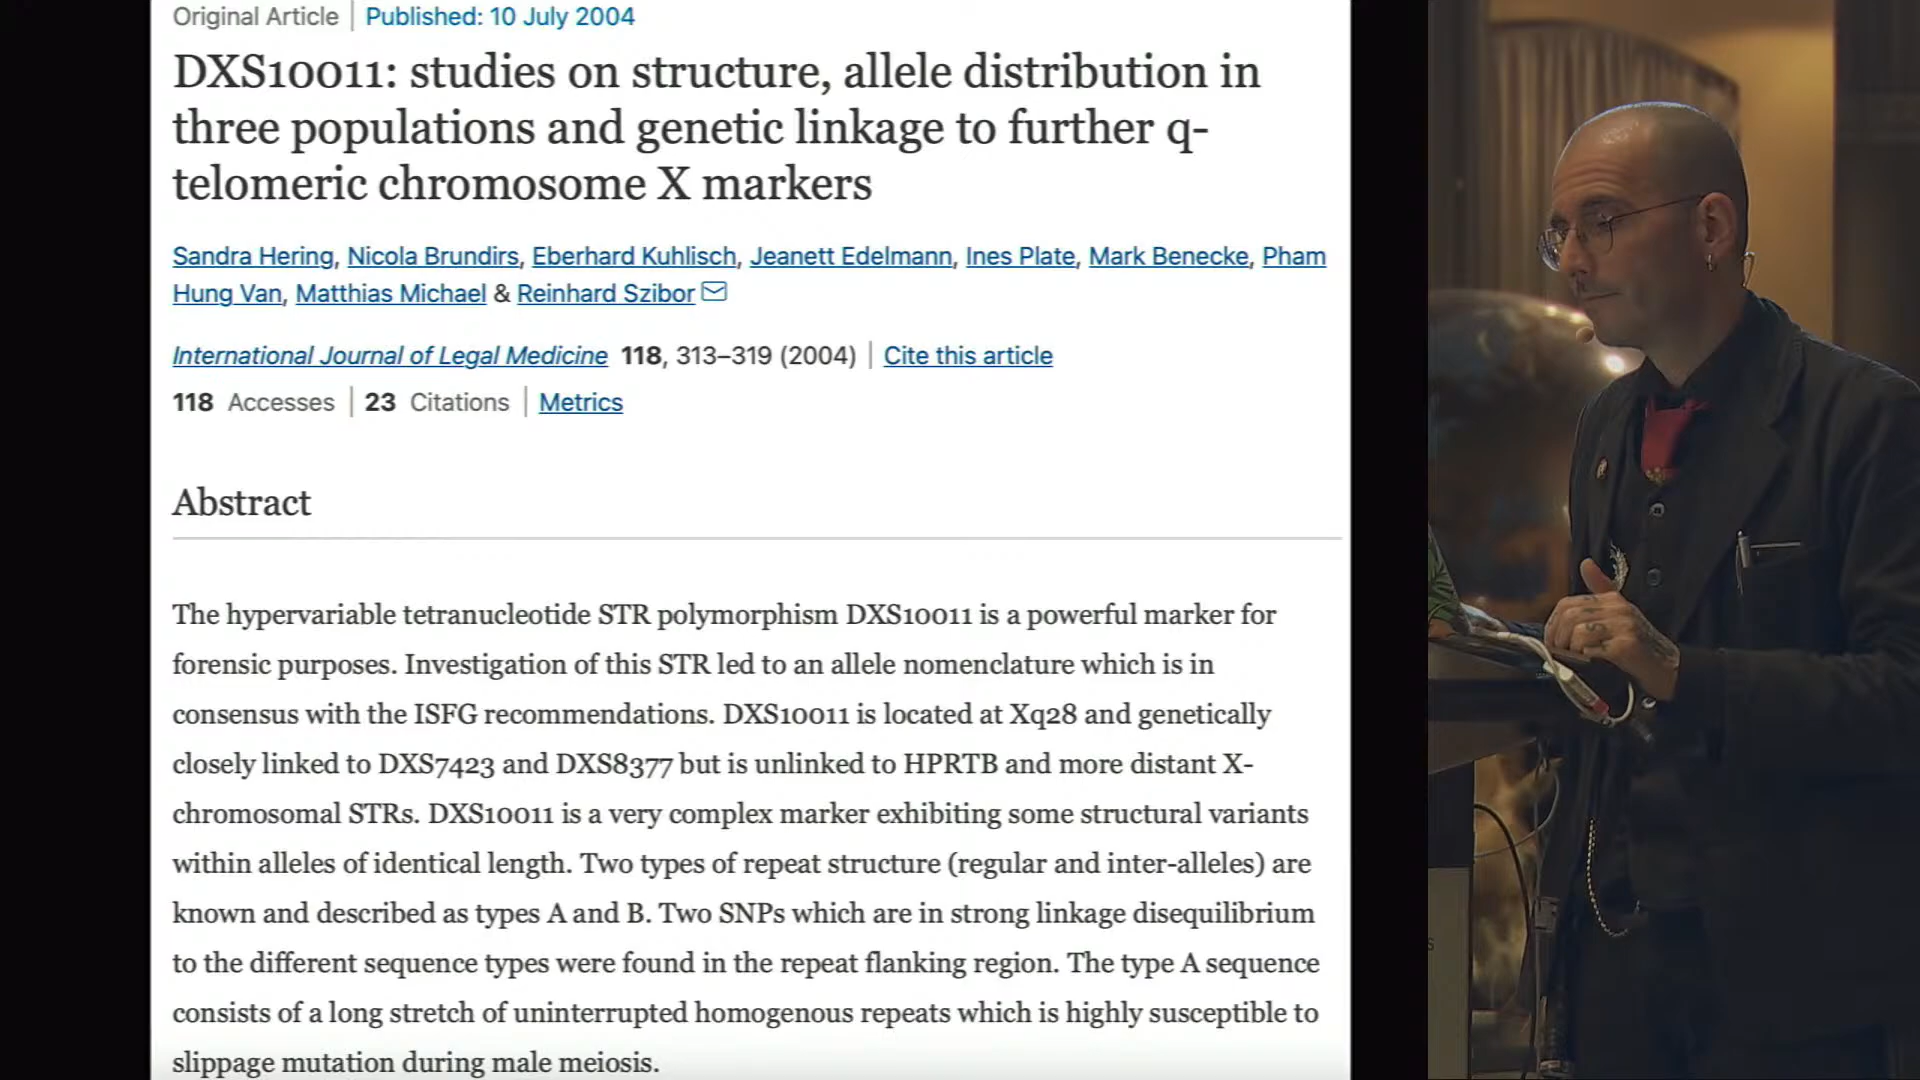 Original Article | Published: 10 July 2004
DXS10011: studies on structure, allele distribution in
three populations and genetic linkage to further q-
telomeric chromosome X markers
Sandra Hering, Nicola Brundirs, Eberhard Kuhlisch, Jeanett Edelmann, Ines Plate, Mark Benecke, Pham
Hung Van, Matthias Michael & Reinhard Szibor
International Journal of Legal Medicine 118, 313–319 (2004) | Cite this article
118 Accesses | 23 Citations | Metrics
Abstract
The hypervariable tetranucleotide STR polymorphism DXS10011 is a powerful marker for
forensic purposes. Investigation of this STR led to an allele nomenclature which is in
consensus with the ISFG recommendations. DXS10011 is located at Xq28 and genetically
closely linked to DXS7423 and DXS8377 but is unlinked to HPRTB and more distant X-
chromosomal STRs. DXS10011 is a very complex marker exhibiting some structural variants
within alleles of identical length. Two types of repeat structure (regular and inter-alleles) are
known and described as types A and B. Two SNPs which are in strong linkage disequilibrium
to the different sequence types were found in the repeat flanking region. The type A sequence
consists of a long stretch of uninterrupted homogenous repeats which is highly susceptible to
slippage mutation during male meiosis.